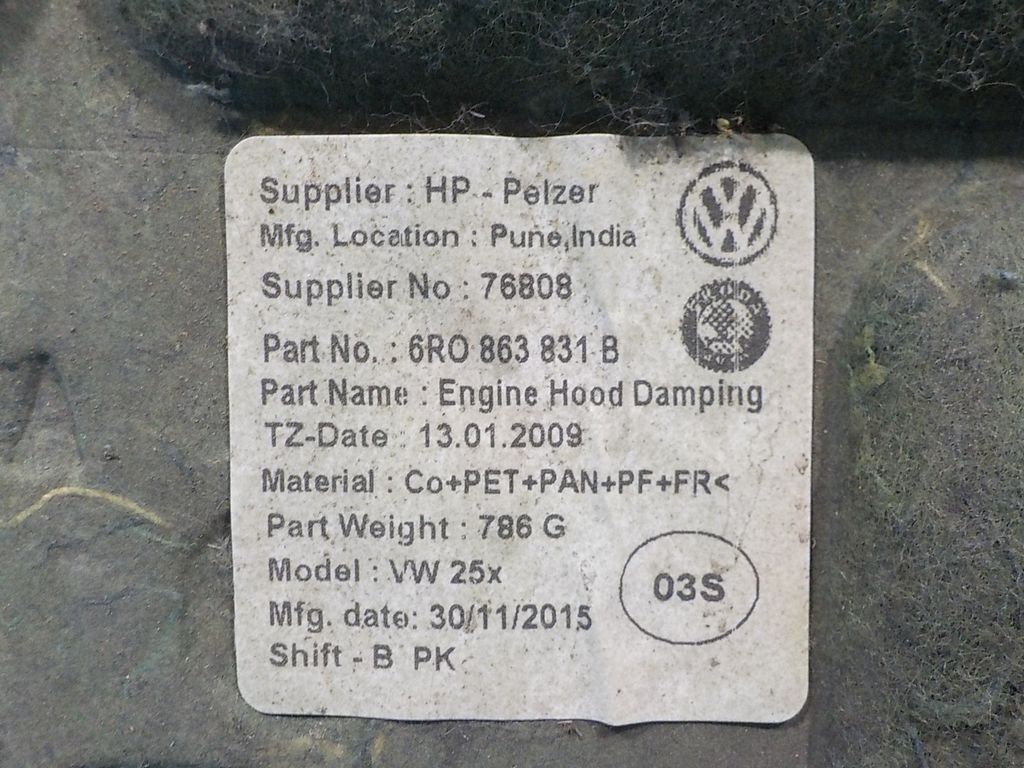 Supplier : HP - Pelzer
Mfg. Location : Pune,India
Supplier No : 76808
Part No. : 6RO 863 831 B
Part Name : Engine Hood Damping
TZ-Date : 13.01.2009
Material : Co+PET+PAN+PF+FR<
Part Weight : 786 G
Model : VW 25x
03S
Mfg. date: 30/11/2015
Shift - B PK